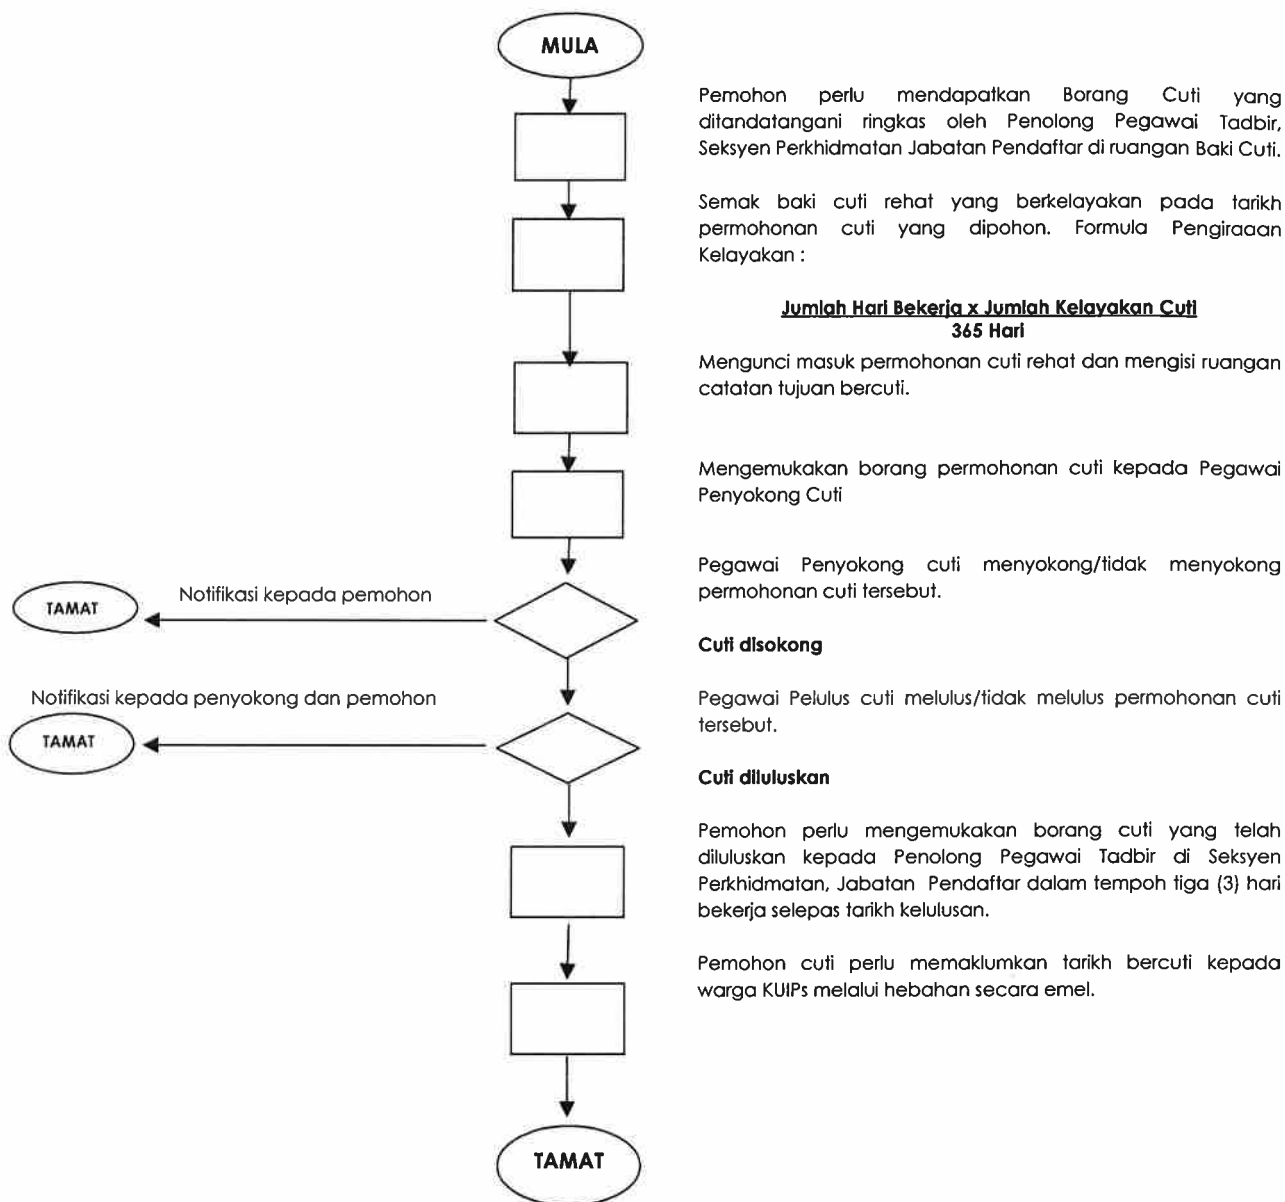 MULA
Pemohon perlu mendapatkan Borang Cuti yang
ditandatangani ringkas oleh Penolong Pegawai Tadbir,
Seksyen Perkhidmatan Jabatan Pendaftar di ruangan Baki Cuti.
Semak baki cuti rehat yang berkelayakan pada tarikh
permohonan cuti yang dipohon. Formula Pengiraaan
Kelayakan :
Jumlah Hari Bekerja x Jumlah Kelayakan Cuti
365 Hari
Mengunci masuk permohonan cuti rehat dan mengisi ruangan
catatan tujuan bercuti.
Mengemukakan borang permohonan cuti kepada Pegawai
Penyokong Cuti
Pegawai Penyokong cuti menyokong/tidak menyokong
permohonan cuti tersebut.
Notifikasi kepada pemohon
TAMAT
Cuti disokong
Notifikasi kepada penyokong dan pemohon
TAMAT
Pegawai Pelulus cuti melulus/tidak melulus permohonan cuti
tersebut.
Cuti diluluskan
Pemohon perlu mengemukakan borang cuti yang telah
diluluskan kepada Penolong Pegawai Tadbir di Seksyen
Perkhidmatan, Jabatan Pendaftar dalam tempoh tiga (3) hari
bekerja selepas tarikh kelulusan.
Pemohon cuti perlu memaklumkan tarikh bercuti kepada
warga KUIPs melalui hebahan secara emel.
TAMAT